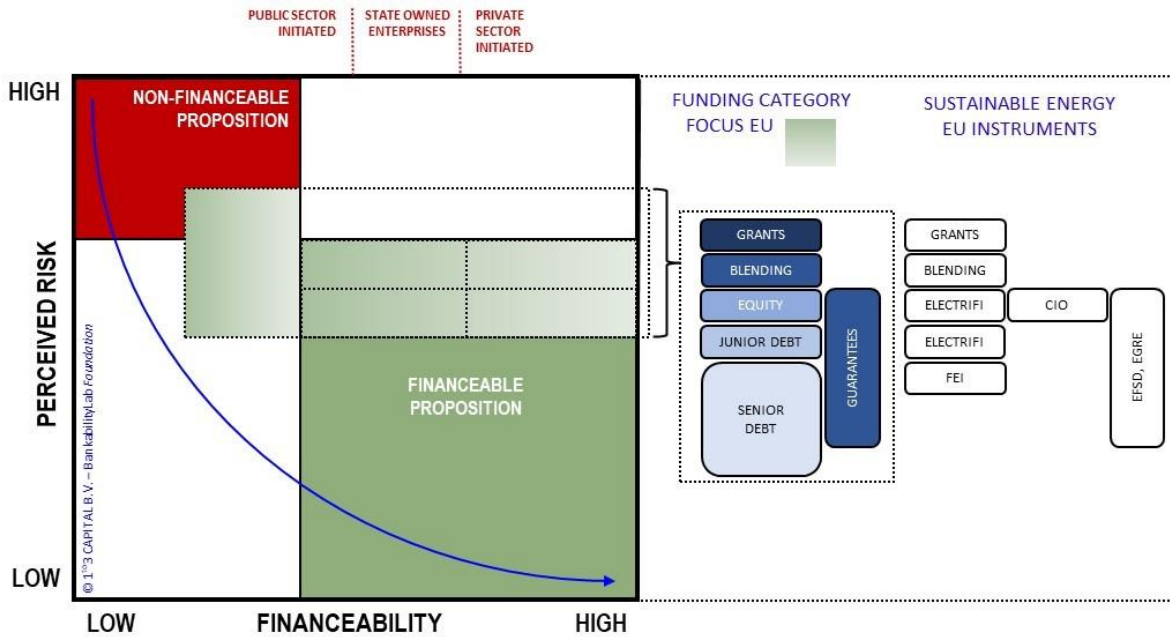 PUBLIC SECTOR
INITIATED
STATE OWNED
ENTERPRISES
PRIVATE
SECTOR
INITIATED
HIGH
PERCEIVED RISK
LOW
NON-FINANCEABLE
PROPOSITION
FINANCEABLE
PROPOSITION
© 1to3 CAPITAL B.V. – BankabilityLab Foundation
LOW
FINANCEABILITY
HIGH
FUNDING CATEGORY
FOCUS EU
GRANTS
BLENDING
EQUITY
JUNIOR DEBT
SENIOR
DEBT
GUARANTEES
SUSTAINABLE ENERGY
EU INSTRUMENTS
GRANTS
BLENDING
ELECTRIFI
CIO
ELECTRIFI
FEI
EFSD, EGRE